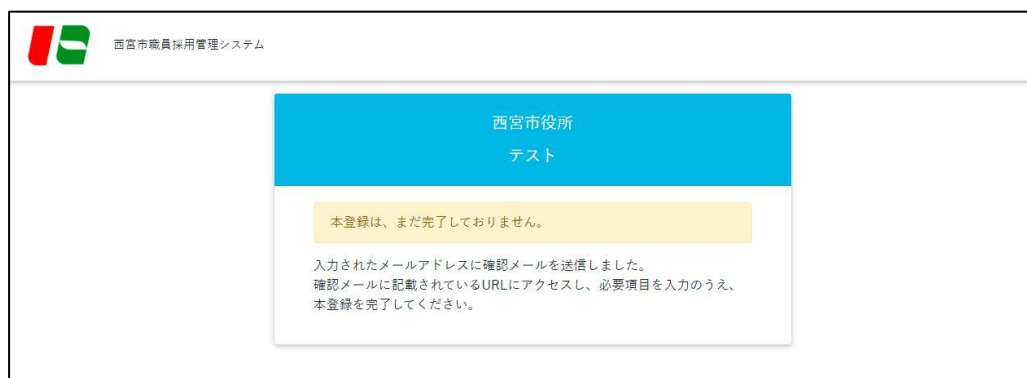 西宮市職員採用管理システム
西宮市役所
テスト
本登録は、まだ完了しておりません。
入力されたメールアドレスに確認メールを送信しました。
確認メールに記載されているURLにアクセスし、必要項目を入力のうえ、
本登録を完了してください。